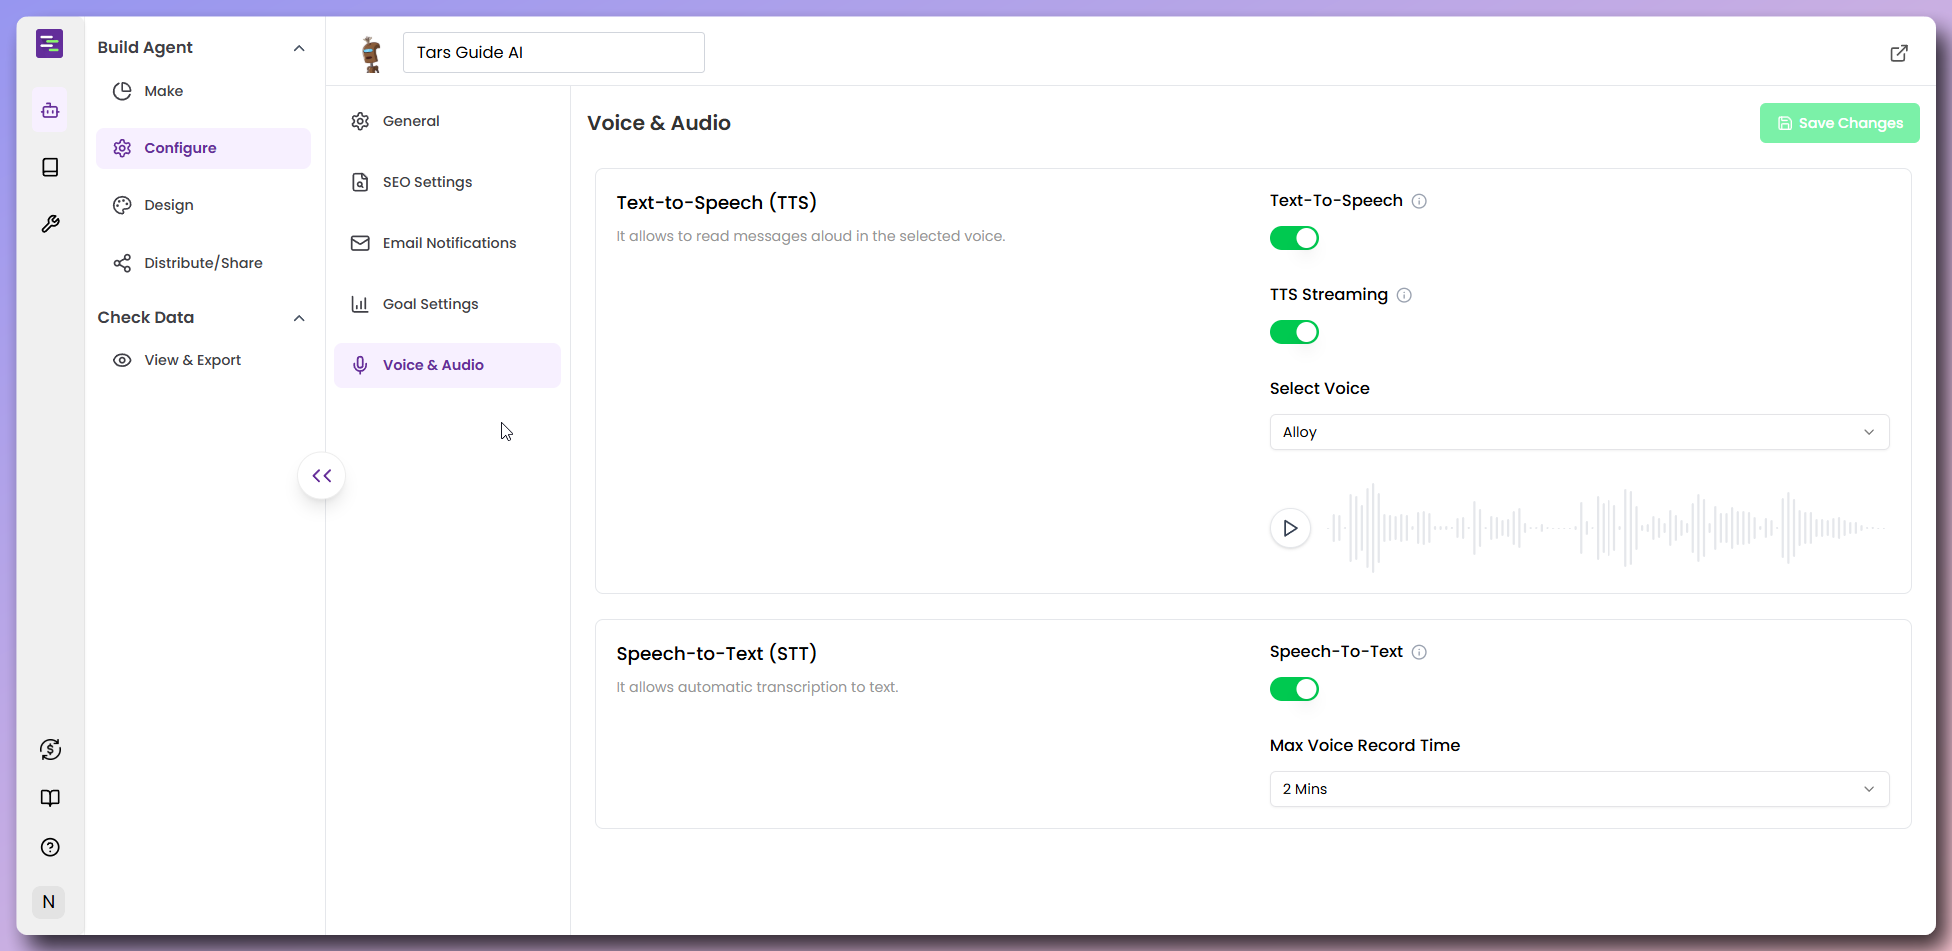 Build Agent
Make
Configure
Design
Distribute/Share
Check Data
View & Export
N
Tars Guide AI
General
SEO Settings
Email Notifications
Goal Settings
Voice & Audio
Voice & Audio
Save Changes
Text-to-Speech (TTS)
It allows to read messages aloud in the selected voice.
Text-To-Speech
TTS Streaming
Select Voice
Alloy
Speech-to-Text (STT)
It allows automatic transcription to text.
Speech-To-Text
Max Voice Record Time
2 Mins